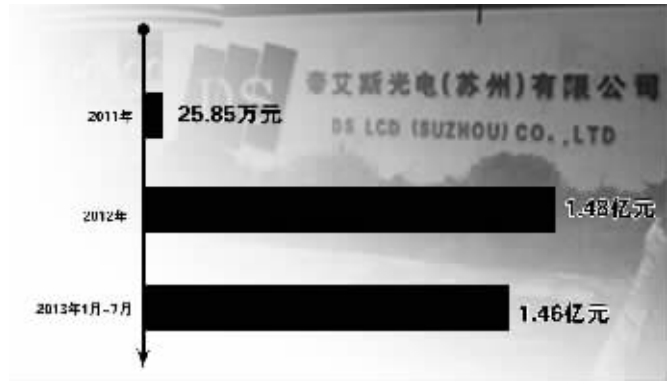 DS
帝艾斯光电(苏州)有限公司
DS LCD (SUZHOU) CO.,LTD
2011年
25.85万元
2012年
1.48亿元
2013年1月-7月
1.46亿元